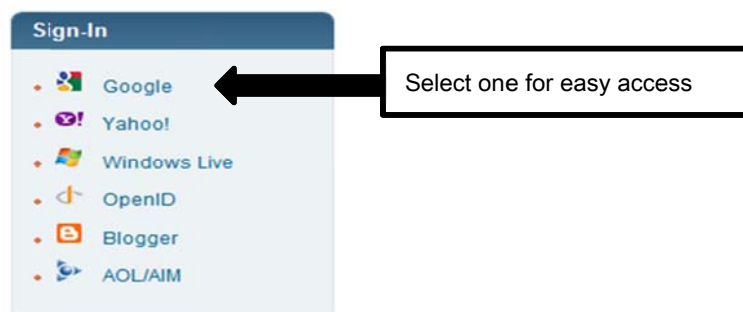 Sign-In
Google
Select one for easy access
Yahoo!
Windows Live
OpenID
Blogger
AOL/AIM